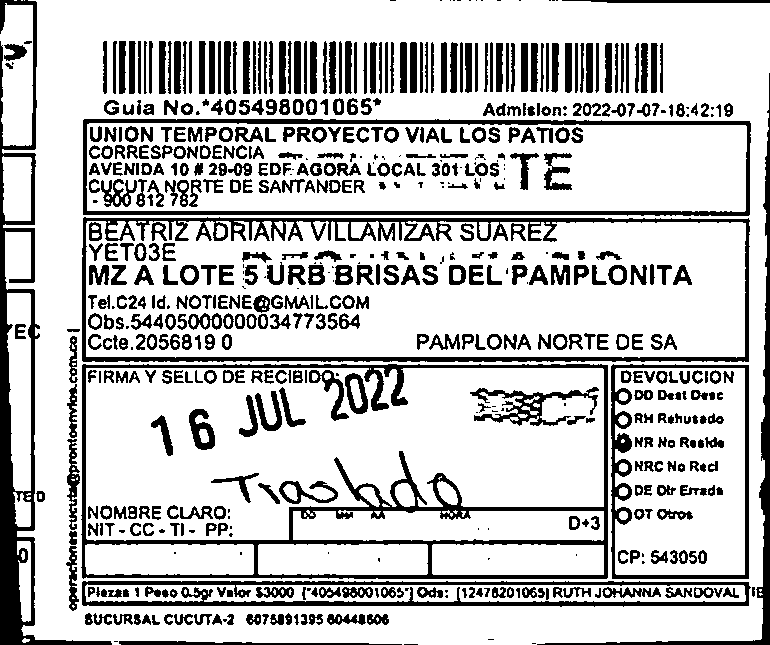 Guia No.*405498001065*
Admision: 2022-07-07-18:42:19
UNION TEMPORAL PROYECTO VIAL LOS PATIOS
CORRESPONDENCIA
AVENIDA 10 # 29-09 EDF AGORA LOCAL 301 LOS
CUCUTA NORTE DE SANTANDER
- 900 812 782
BEATRIZ ADRIANA VILLAMIZAR SUAREZ
YET03E
MZ A LOTE 5 URB BRISAS DEL PAMPLONITA
Tel.C24 Id. NOTIENE@GMAIL.COM
Obs.54405000000034773564
Ccte.2056819 0
PAMPLONA NORTE DE SA
FIRMA Y SELLO DE RECIBIDO:
16 JUL 2022
Traslado
NOMBRE CLARO:
NIT - CC - TI - PP:
DD MM AA HORA
D+3
DEVOLUCION
DD Dest Desc
RH Rehusado
NR No Reside
NRC No Recl
DE Dir Errada
OT Otros
CP: 543050
operacionescucuta@prontoenvios.com.co
Piezas 1 Peso 0.5gr Valor $3000 [*405498001065*] Ods: [12476201065] RUTH JOHANNA SANDOVAL
SUCURSAL CUCUTA-2 6075891395 60448606